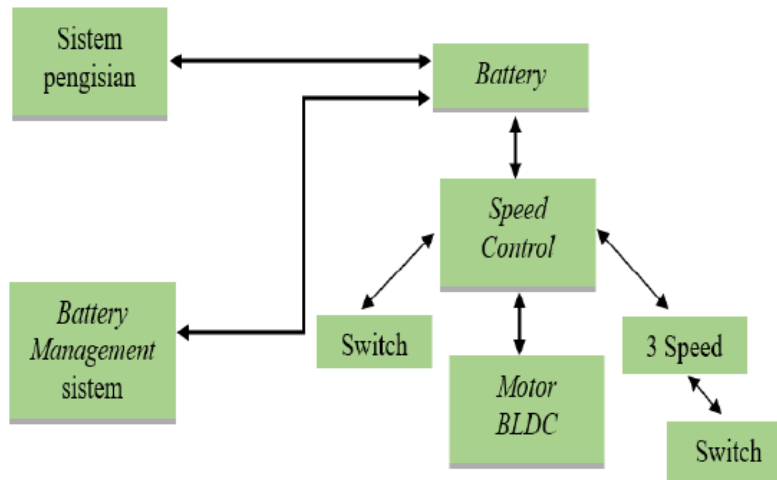 Sistem
pengisian
Battery
Speed
Control
Battery
Management
sistem
Switch
3 Speed
Motor
BLDC
Switch